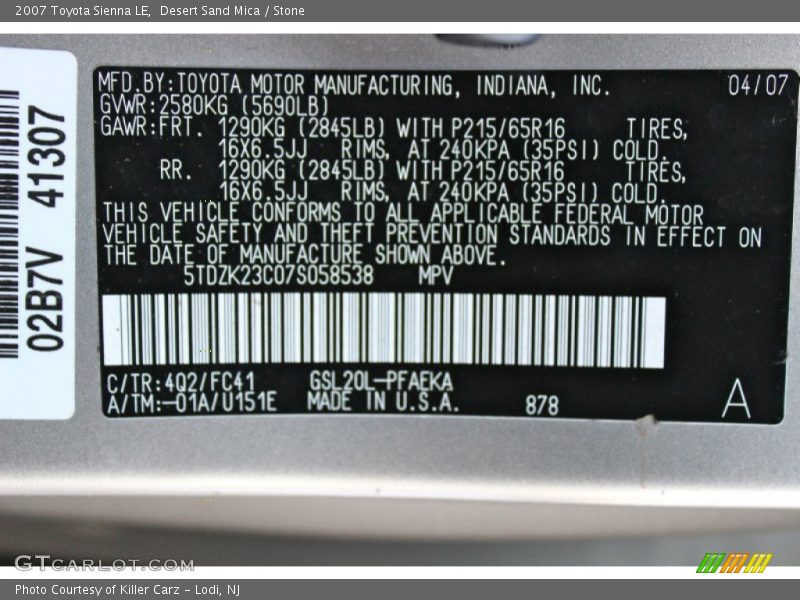 2007 Toyota Sienna LE, Desert Sand Mica / Stone
02B7V 41307
MFD.BY:TOYOTA MOTOR MANUFACTURING, INDIANA, INC. 04/07
GVWR:2580KG (5690LB)
GAWR:FRT. 1290KG (2845LB) WITH P215/65R16 TIRES,
16X6.5JJ RIMS, AT 240KPA (35PSI) COLD.
RR. 1290KG (2845LB) WITH P215/65R16 TIRES,
16X6.5JJ RIMS, AT 240KPA (35PSI) COLD.
THIS VEHICLE CONFORMS TO ALL APPLICABLE FEDERAL MOTOR
VEHICLE SAFETY AND THEFT PREVENTION STANDARDS IN EFFECT ON
THE DATE OF MANUFACTURE SHOWN ABOVE.
5TDZK23C07S058538 MPV
C/TR:4Q2/FC41 GSL20L-PFAEKA
A/TM:-01A/U151E MADE IN U.S.A. 878 A
GTCARLOT.COM
Photo Courtesy of Killer Carz - Lodi, NJ